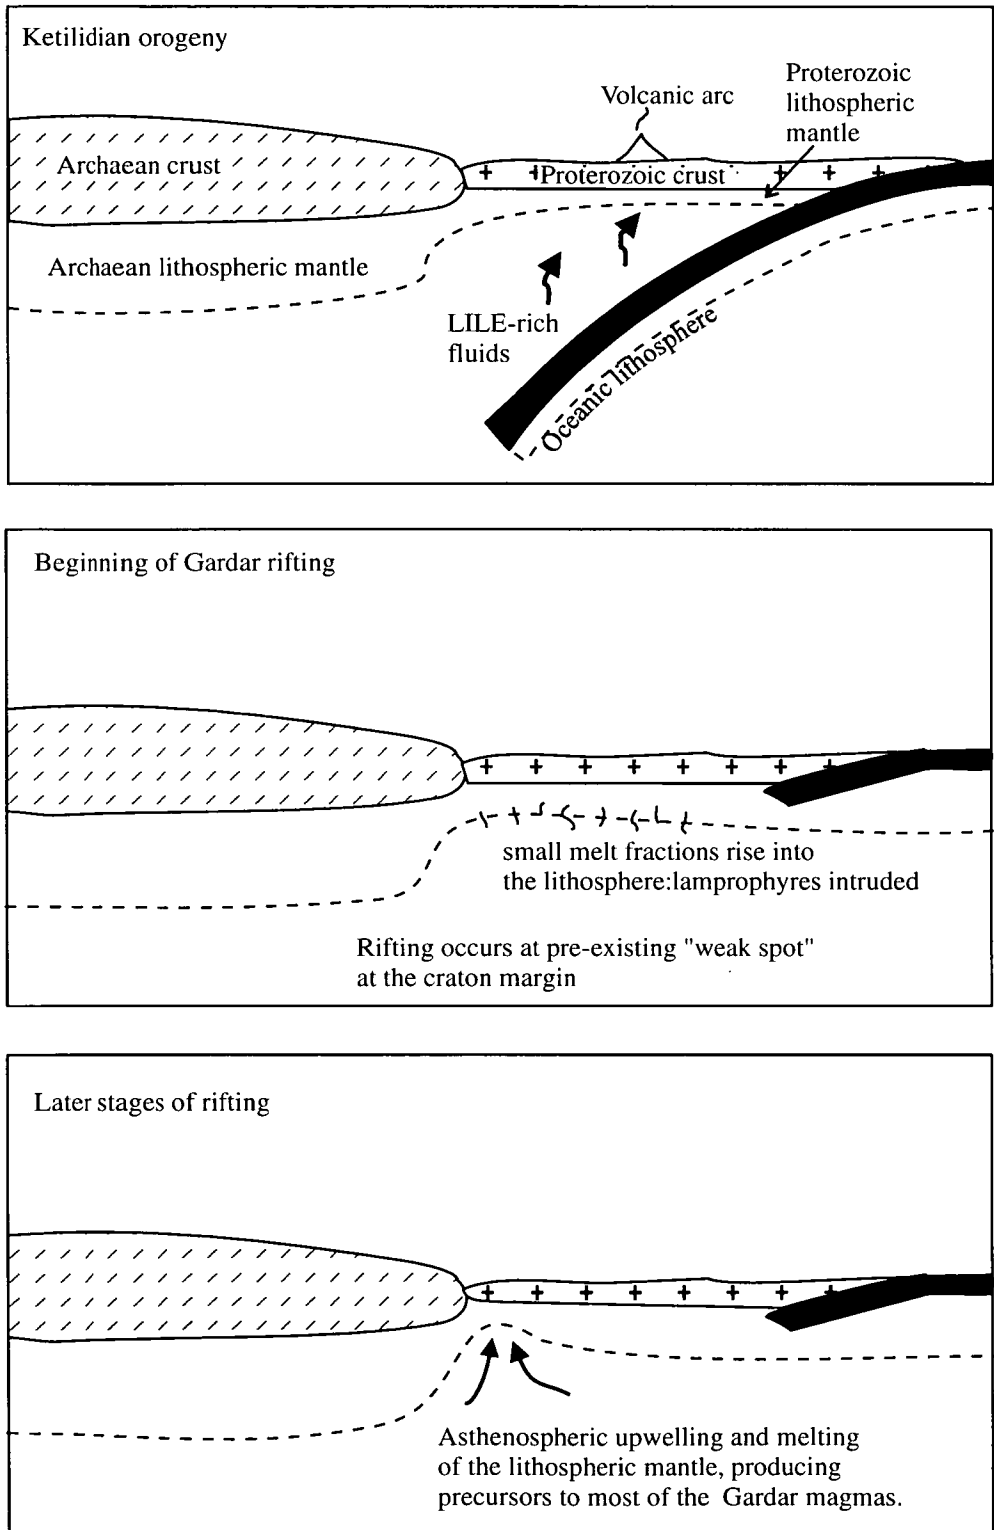 Ketilidian orogeny
Volcanic arc
Proterozoic
lithospheric
mantle
Archaean crust
Proterozoic crust
Archaean lithospheric mantle
LILE-rich
fluids
Oceanic lithosphere
Beginning of Gardar rifting
small melt fractions rise into
the lithosphere:lamprophyres intruded
Rifting occurs at pre-existing "weak spot"
at the craton margin
Later stages of rifting
Asthenospheric upwelling and melting
of the lithospheric mantle, producing
precursors to most of the Gardar magmas.